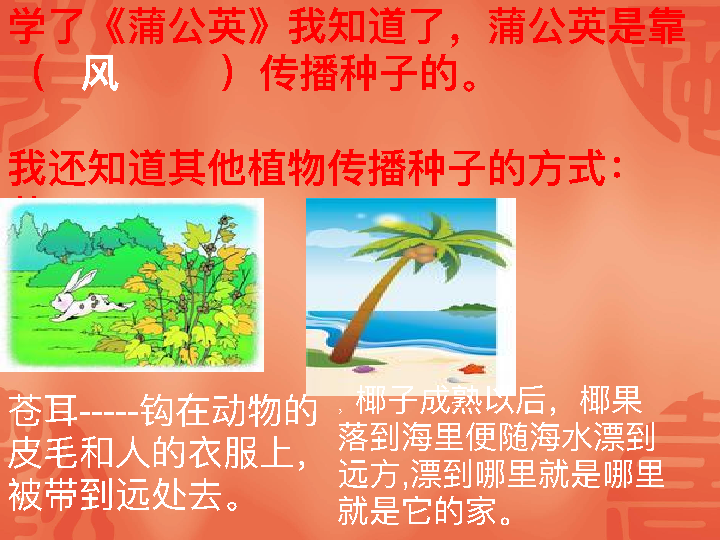 学了《蒲公英》我知道了，蒲公英是靠
（ 风 ）传播种子的。
我还知道其他植物传播种子的方式：
苍耳-----钩在动物的
皮毛和人的衣服上，
被带到远处去。
，椰子成熟以后，椰果
落到海里便随海水漂到
远方,漂到哪里就是哪里
就是它的家。